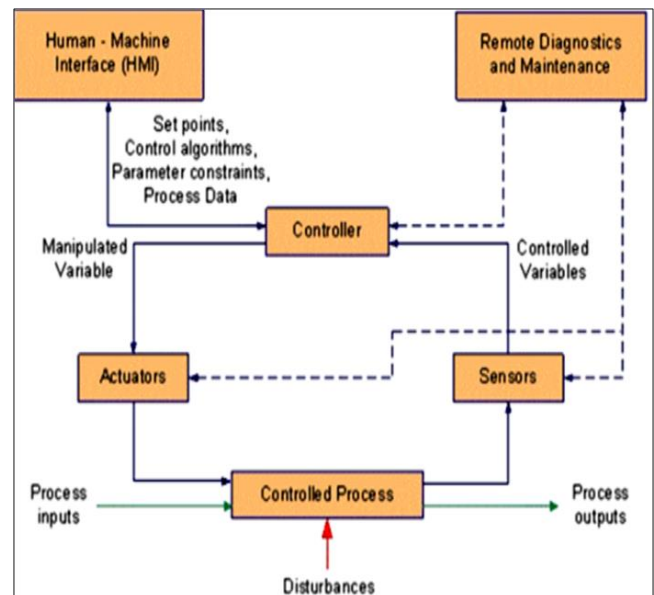 Human - Machine
Interface (HMI)
Remote Diagnostics
and Maintenance
Set points,
Control algorithms,
Parameter constraints,
Process Data
Controller
Manipulated
Variable
Controlled
Variables
Actuators
Sensors
Process
inputs
Controlled Process
Process
outputs
Disturbances